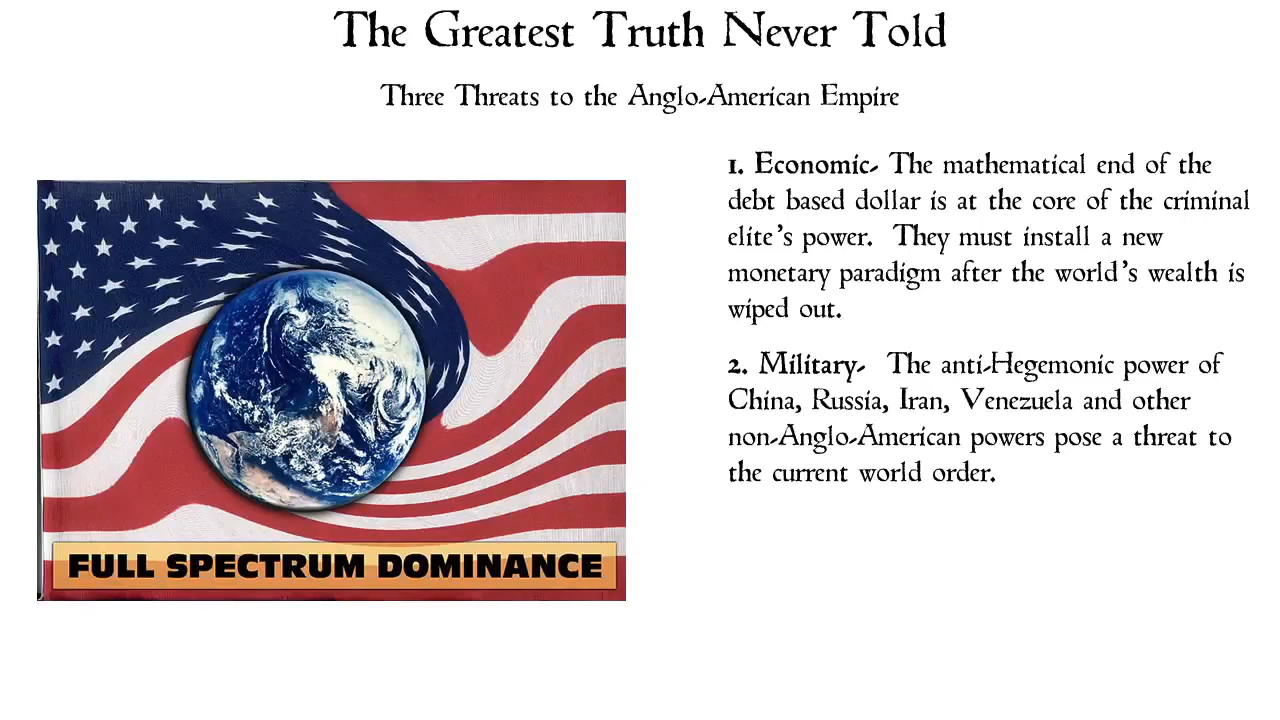 The Greatest Truth Never Told
Three Threats to the Anglo-American Empire
1. Economic- The mathematical end of the
debt based dollar is at the core of the criminal
elite's power. They must install a new
monetary paradigm after the world's wealth is
wiped out.
2. Military- The anti-Hegemonic power of
China, Russia, Iran, Venezuela and other
non-Anglo-American powers pose a threat to
the current world order.
FULL SPECTRUM DOMINANCE